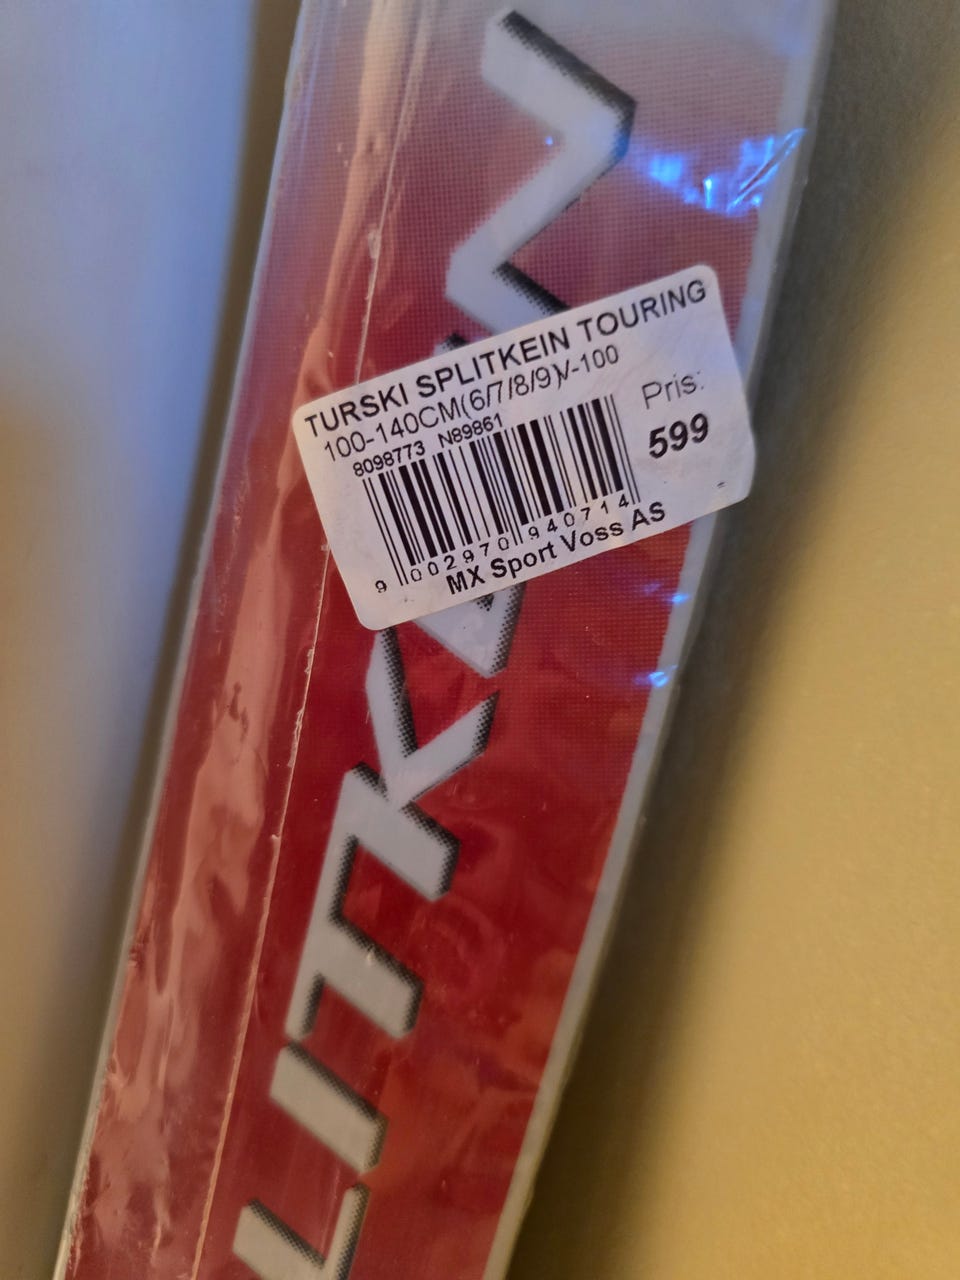 TURSKI SPLITKEIN TOURING
100-140CM(6/7/8/9)V-100
8098773 N89861
Pris:
599
9 002970 940714
MX Sport Voss AS